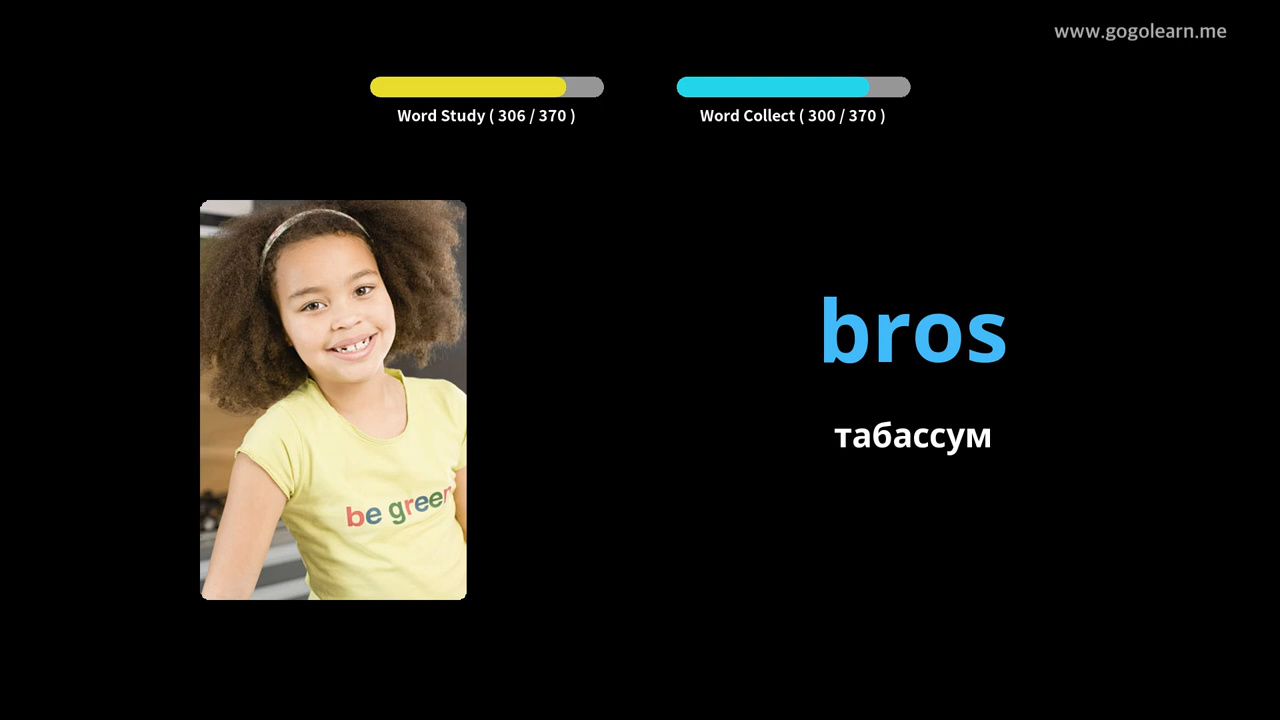 www.gogolearn.me
Word Study ( 306 / 370 )
Word Collect ( 300 / 370 )
bros
табассум
be green